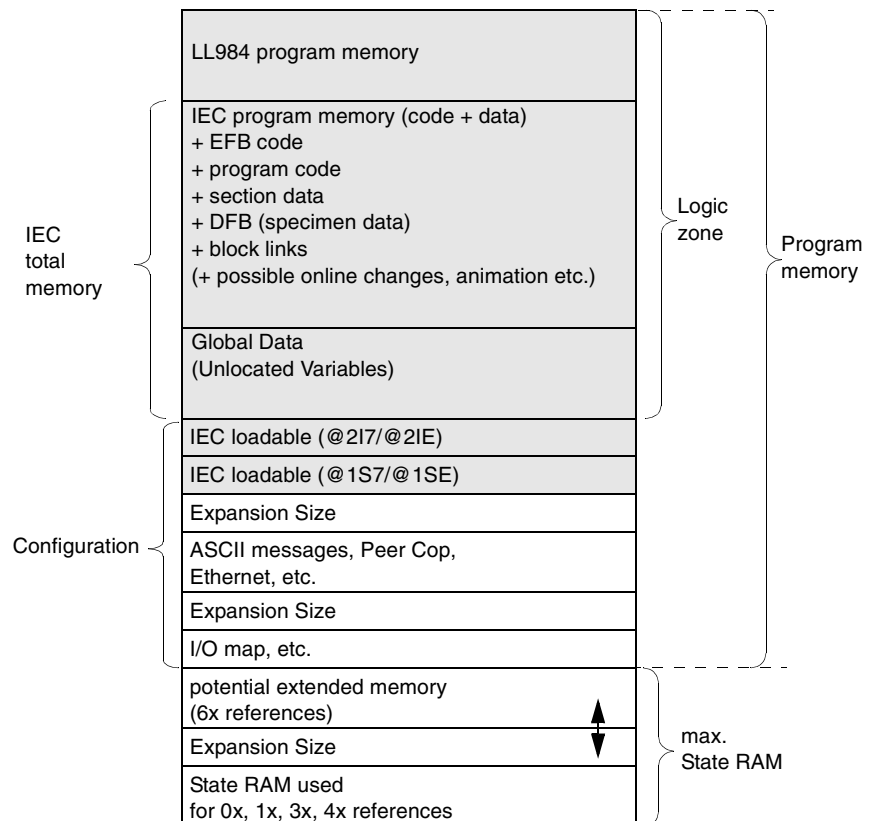 LL984 program memory
IEC program memory (code + data)
+ EFB code
+ program code
+ section data
+ DFB (specimen data)
+ block links
(+ possible online changes, animation etc.)
Global Data
(Unlocated Variables)
IEC loadable (@2I7/@2IE)
IEC loadable (@1S7/@1SE)
Expansion Size
ASCII messages, Peer Cop,
Ethernet, etc.
Expansion Size
I/O map, etc.
potential extended memory
(6x references)
Expansion Size
State RAM used
for 0x, 1x, 3x, 4x references
IEC
total
memory
Configuration
Logic
zone
Program
memory
max.
State RAM